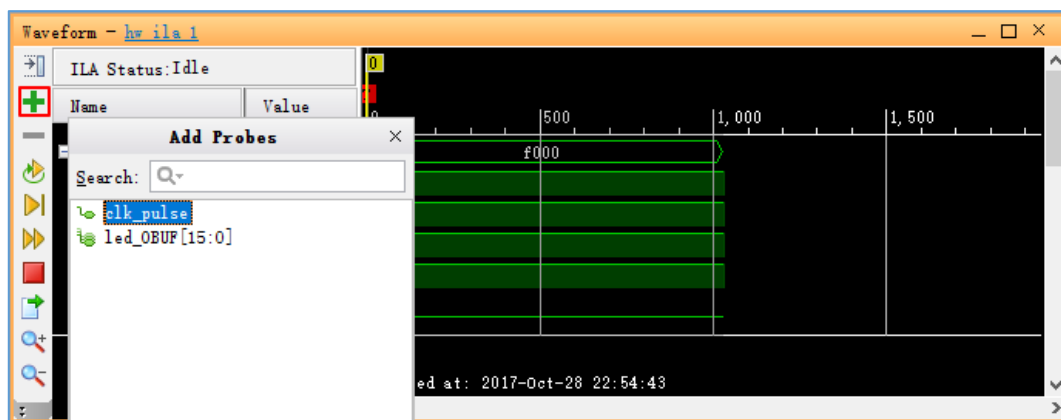 Waveform - hw_ila_1
ILA Status:Idle
Name Value
0
500 1,000 1,500
Add Probes
f000
Search:
clk_pulse
led_OBUF[15:0]
ed at: 2017-Oct-28 22:54:43